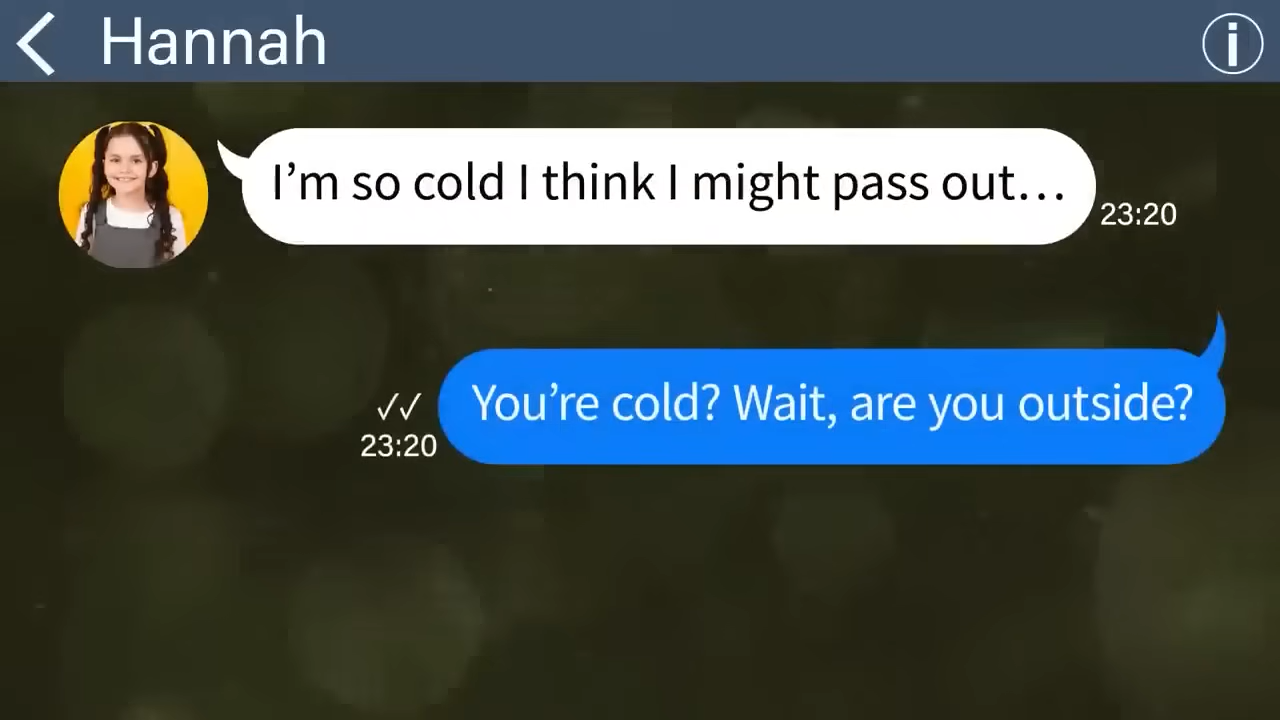 Hannah
I’m so cold I think I might pass out…
23:20
You’re cold? Wait, are you outside?
23:20